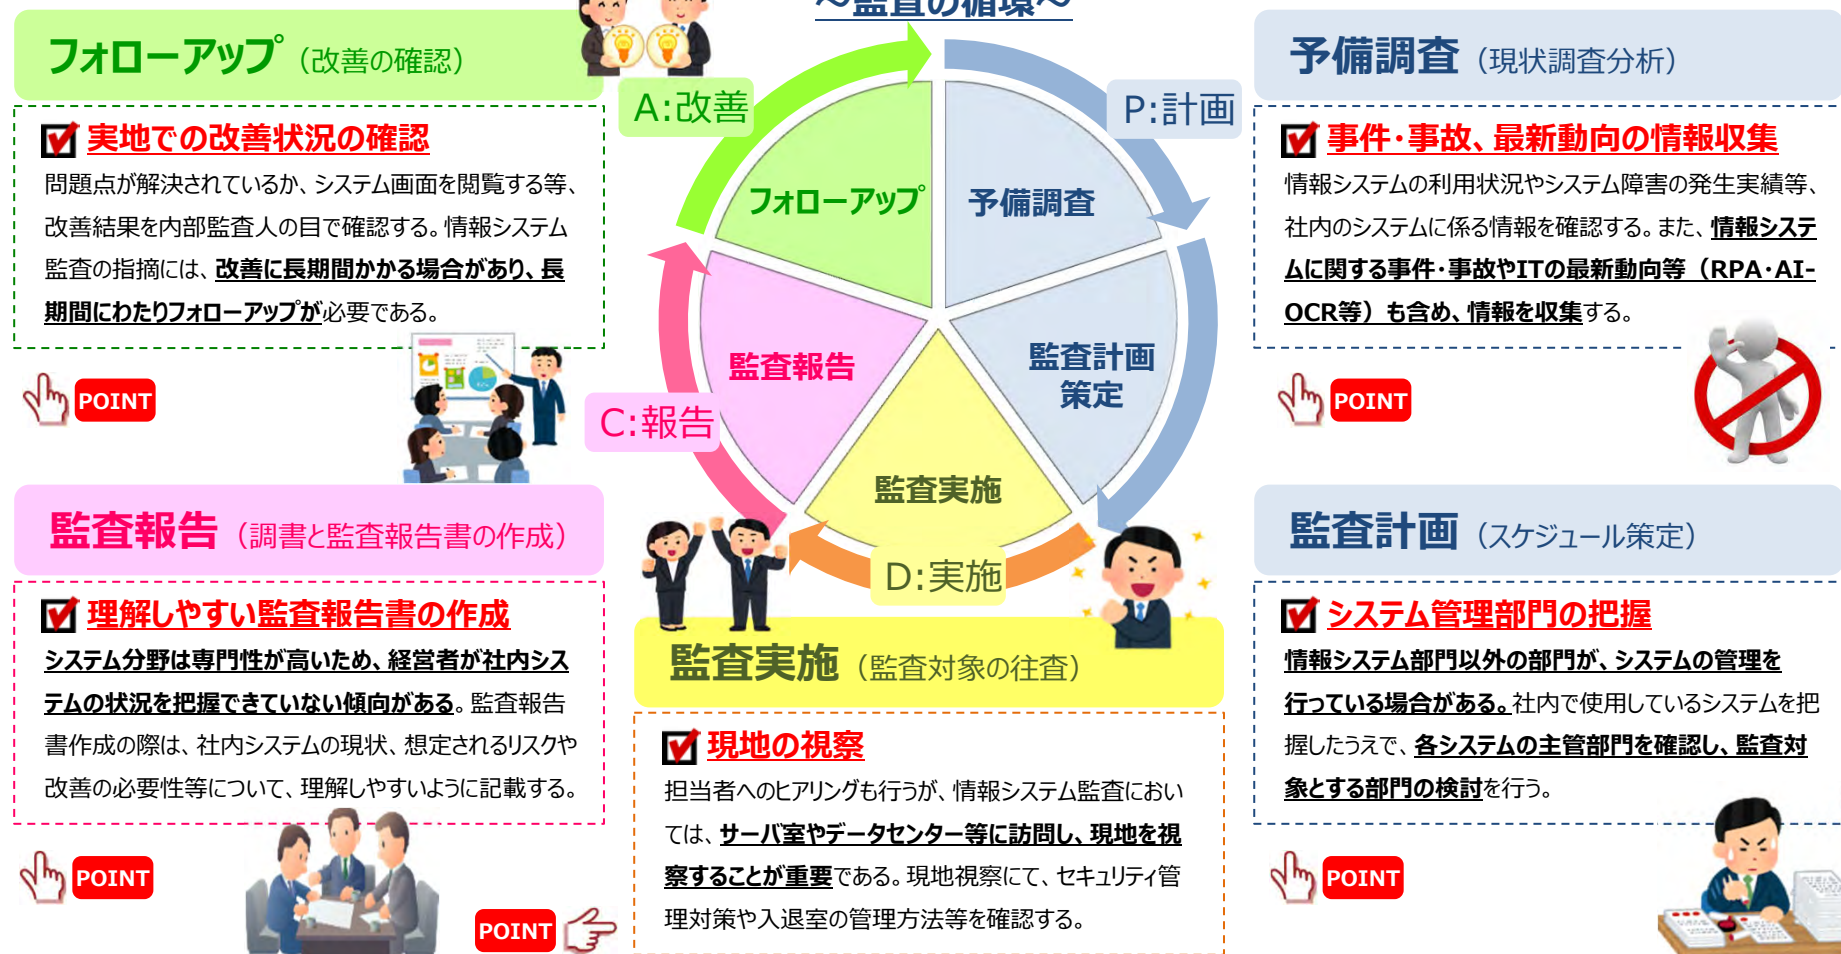 ～監査の循環～
フォローアップ（改善の確認）
実地での改善状況の確認
問題点が解決されているか、システム画面を閲覧する等、
改善結果を内部監査人の目で確認する。情報システム
監査の指摘には、改善に長期間かかる場合があり、長
期間にわたりフォローアップが必要である。
POINT
監査報告（調書と監査報告書の作成）
理解しやすい監査報告書の作成
システム分野は専門性が高いため、経営者が社内シス
テムの状況を把握できていない傾向がある。監査報告
書作成の際は、社内システムの現状、想定されるリスクや
改善の必要性等について、理解しやすいように記載する。
POINT
A:改善
P:計画
フォローアップ
予備調査
監査報告
監査計画
策定
C:報告
監査実施
D:実施
監査実施（監査対象の往査）
現地の視察
担当者へのヒアリングも行うが、情報システム監査におい
ては、サーバ室やデータセンター等に訪問し、現地を視
察することが重要である。現地視察にて、セキュリティ管
理対策や入退室の管理方法等を確認する。
POINT
予備調査（現状調査分析）
事件・事故、最新動向の情報収集
情報システムの利用状況やシステム障害の発生実績等、
社内のシステムに係る情報を確認する。また、情報システ
ムに関する事件・事故やITの最新動向等（RPA・AI-
OCR等）も含め、情報を収集する。
POINT
監査計画（スケジュール策定）
システム管理部門の把握
情報システム部門以外の部門が、システムの管理を
行っている場合がある。社内で使用しているシステムを把
握したうえで、各システムの主管部門を確認し、監査対
象とする部門の検討を行う。
POINT